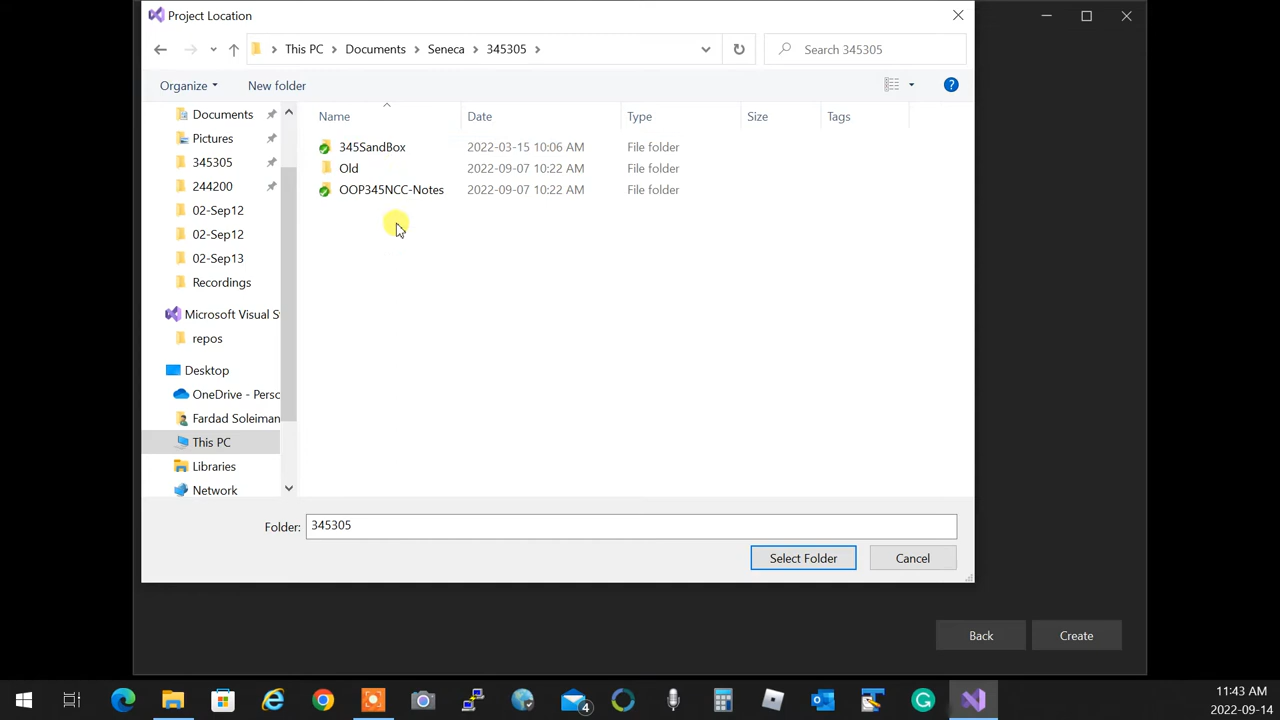 Project Location
This PC
Documents
Seneca
345305
Search 345305
Organize
New folder
Name
Date
Type
Size
Tags
345SandBox
2022-03-15 10:06 AM
File folder
Old
2022-09-07 10:22 AM
File folder
OOP345NCC-Notes
2022-09-07 10:22 AM
File folder
Documents
Pictures
345305
244200
02-Sep12
02-Sep12
02-Sep13
Recordings
Microsoft Visual S
repos
Desktop
OneDrive - Perso
Fardad Soleiman
This PC
Libraries
Network
Folder:
345305
Select Folder
Cancel
Back
Create
4
11:43 AM
2022-09-14